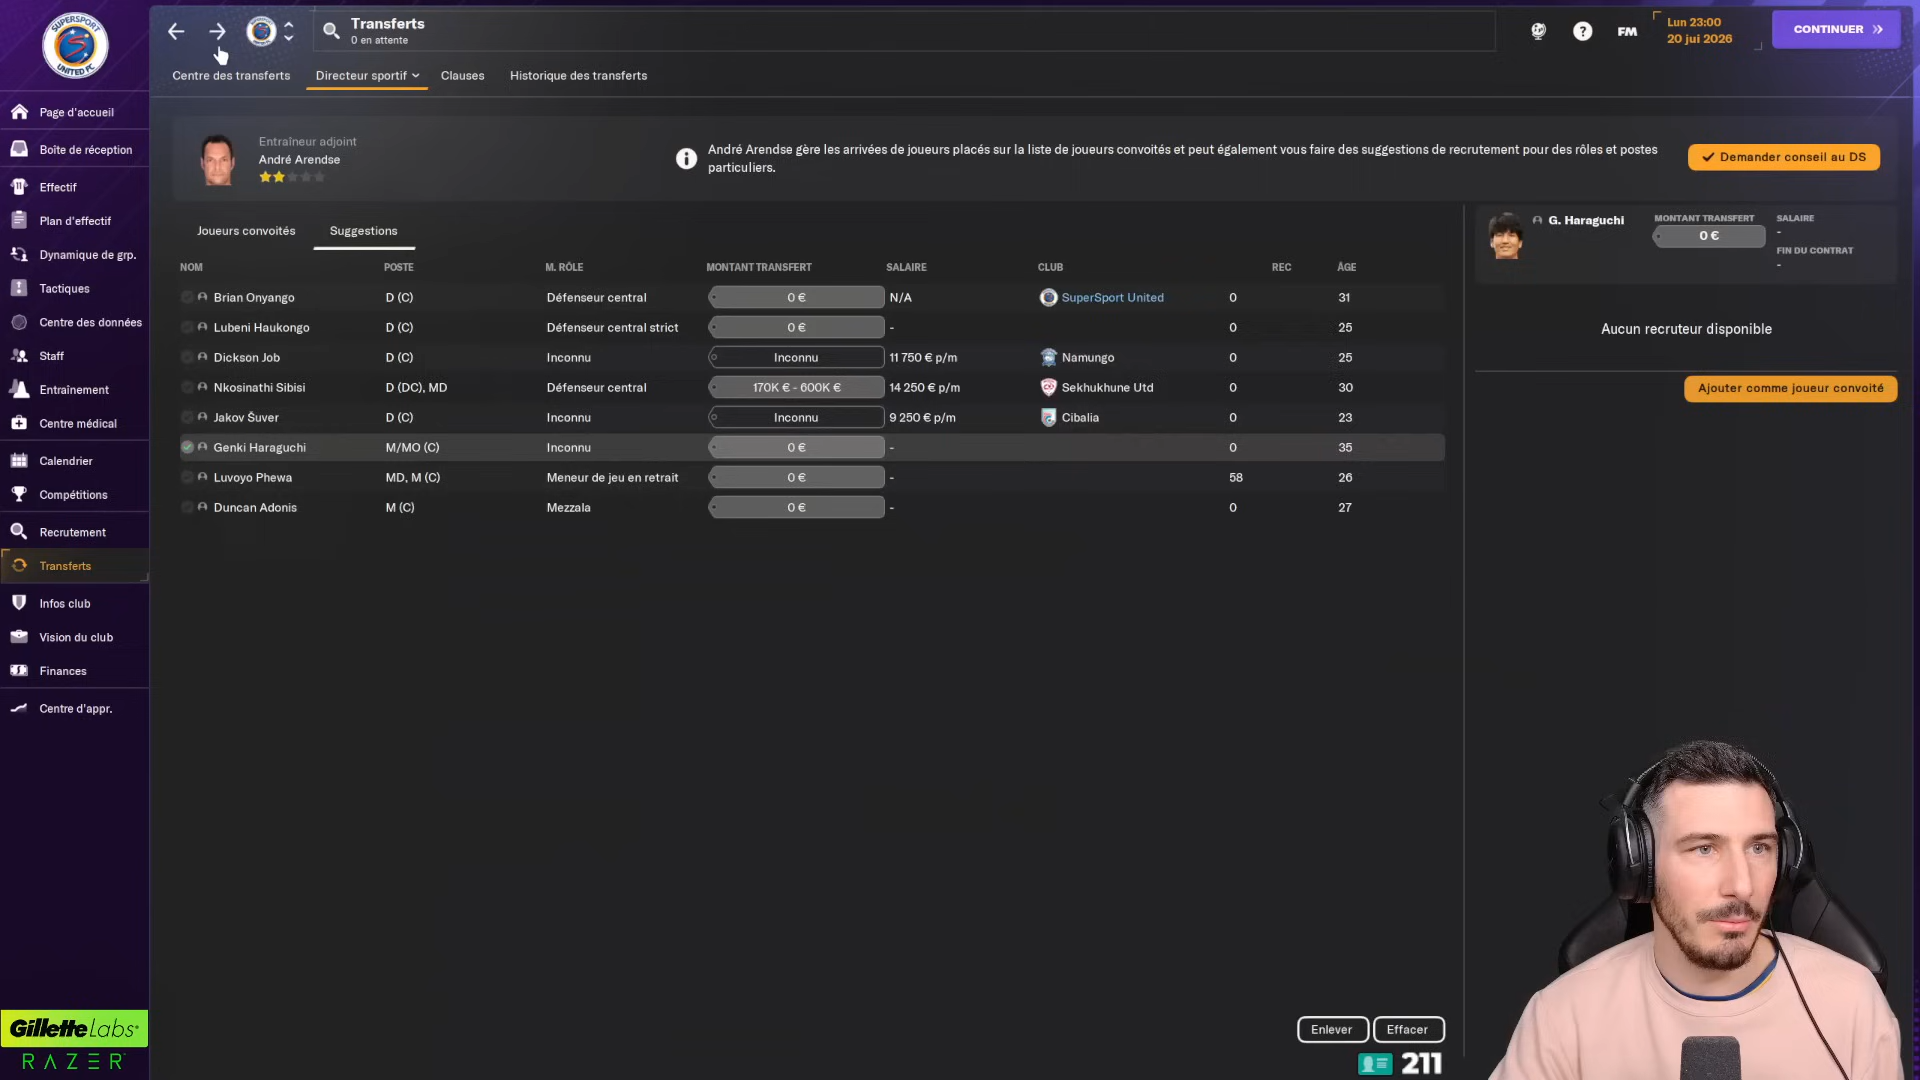 SUPERSPORT
UNITED FC
Transferts
0 en attente
Lun 23:00
20 jui 2026
CONTINUER
?
FM
Centre des transferts
Directeur sportif
Clauses
Historique des transferts
Page d'accueil
Boîte de réception
Effectif
Plan d'effectif
Dynamique de grp.
Tactiques
Centre des données
Staff
Entraînement
Centre médical
Calendrier
Compétitions
Recrutement
Transferts
Infos club
Vision du club
Finances
Centre d'appr.
Entraîneur adjoint
André Arendse
André Arendse gère les arrivées de joueurs placés sur la liste de joueurs convoités et peut également vous faire des suggestions de recrutement pour des rôles et postes
particuliers.
Demander conseil au DS
Joueurs convoités
Suggestions
NOM POSTE M. RÔLE MONTANT TRANSFERT SALAIRE CLUB REC ÂGE
Brian Onyango D (C) Défenseur central 0 € N/A SuperSport United 0 31
Lubeni Haukongo D (C) Défenseur central strict 0 € - 0 25
Dickson Job D (C) Inconnu Inconnu 11 750 € p/m Namungo 0 25
Nkosinathi Sibisi D (DC), MD Défenseur central 170K € - 600K € 14 250 € p/m Sekhukhune Utd 0 30
Jakov Šuver D (C) Inconnu Inconnu 9 250 € p/m Cibalia 0 23
Genki Haraguchi M/MO (C) Inconnu 0 € - 0 35
Luvoyo Phewa MD, M (C) Meneur de jeu en retrait 0 € - 58 26
Duncan Adonis M (C) Mezzala 0 € - 0 27
G. Haraguchi
MONTANT TRANSFERT
0 €
SALAIRE
-
FIN DU CONTRAT
-
Aucun recruteur disponible
Ajouter comme joueur convoité
Enlever
Effacer
211
GilletteLabs
RAZER